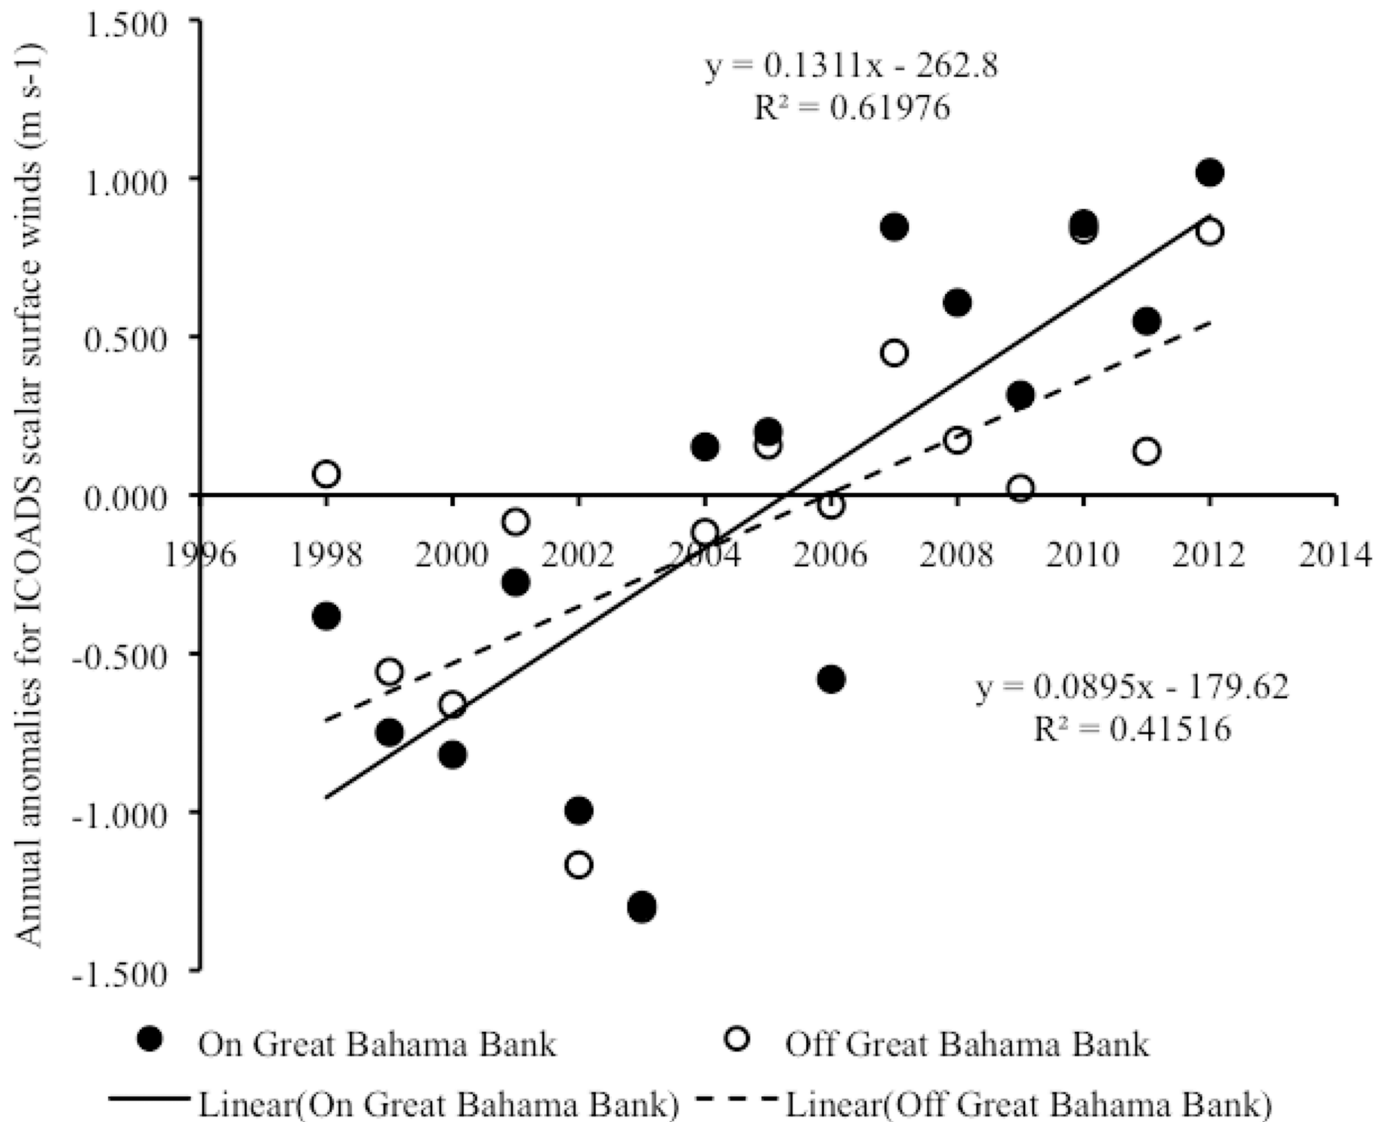 Annual anomalies for ICOADS scalar surface winds (m s-1)
1.500
1.000
0.500
0.000
-0.500
-1.000
-1.500
y = 0.1311x - 262.8
R² = 0.61976
1996 1998 2000 2002 2004 2006 2008 2010 2012 2014
y = 0.0895x - 179.62
R² = 0.41516
On Great Bahama Bank Off Great Bahama Bank
Linear(On Great Bahama Bank) Linear(Off Great Bahama Bank)